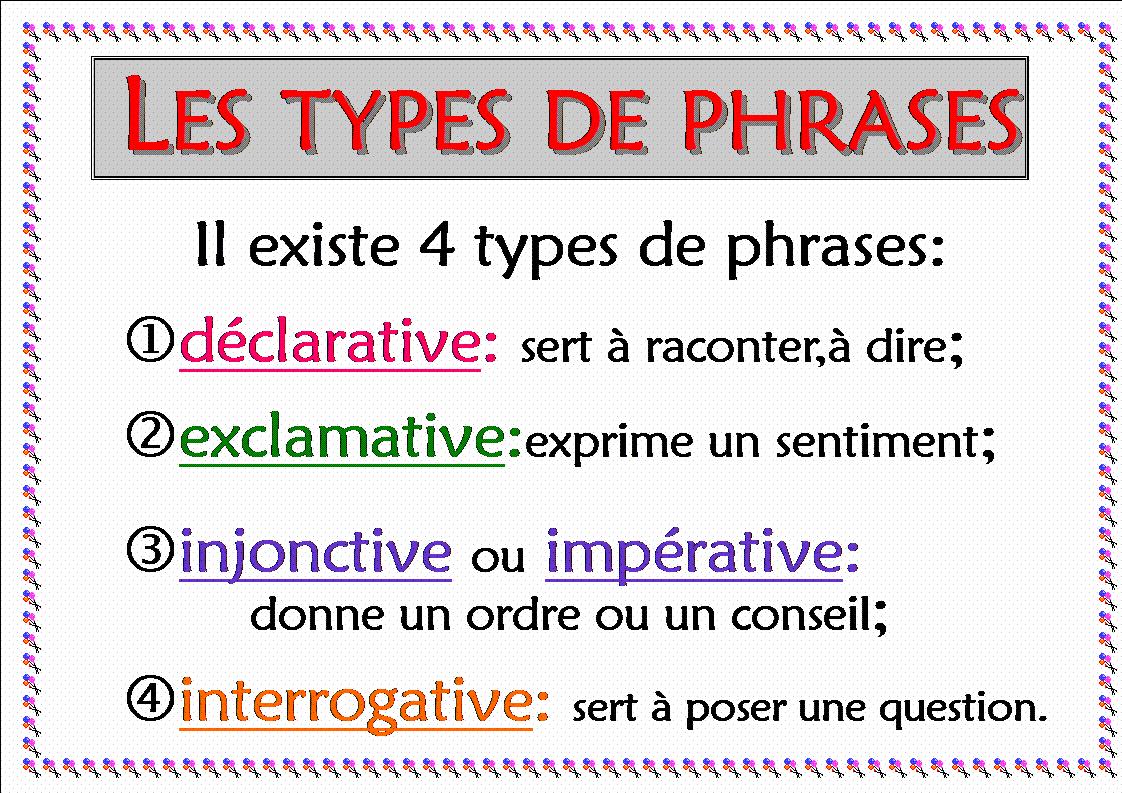 LES TYPES DE PHRASES
Il existe 4 types de phrases:
①déclarative: sert à raconter,à dire;
②exclamative:exprime un sentiment;
③injonctive ou impérative:
donne un ordre ou un conseil;
④interrogative: sert à poser une question.